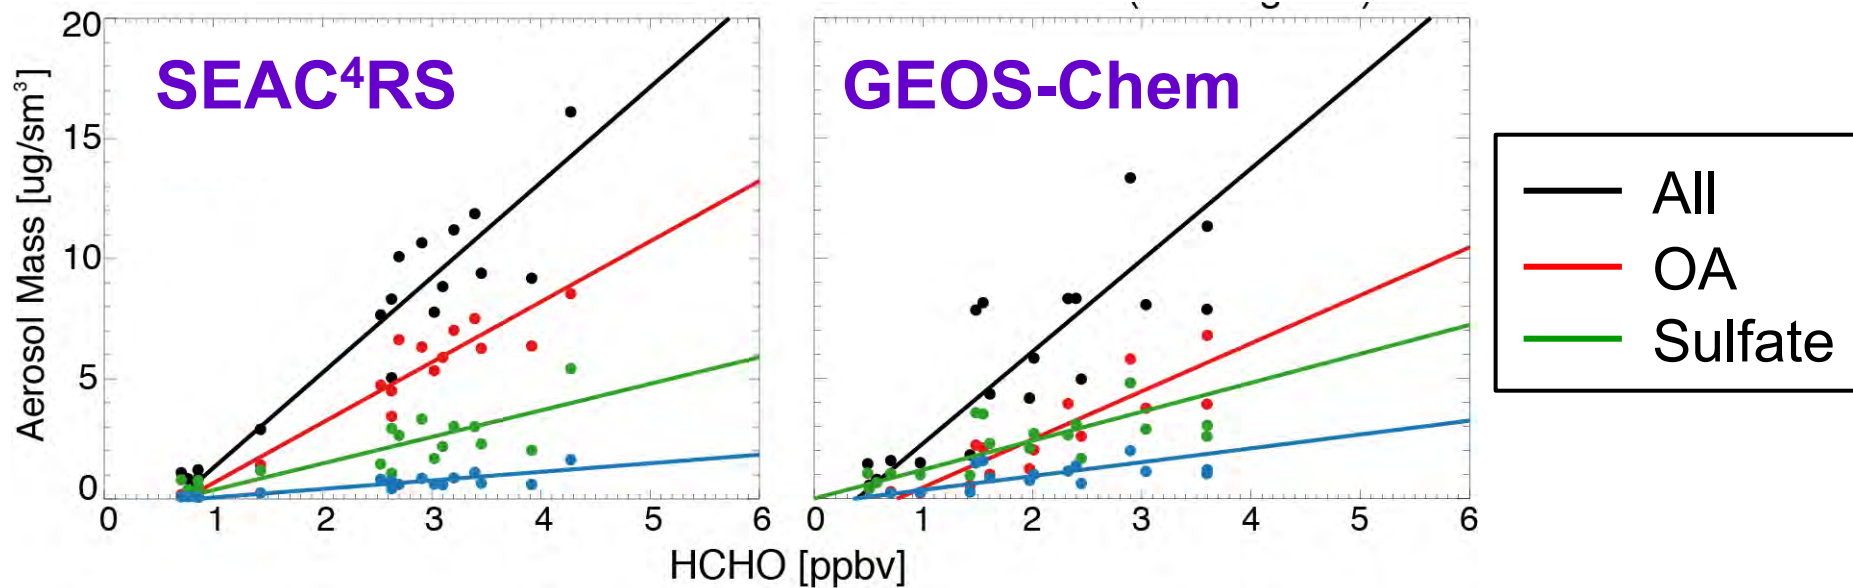 SEAC⁴RS
GEOS-Chem
Aerosol Mass [ug/sm³]
20
15
10
5
0
0 1 2 3 4 5 6
0 1 2 3 4 5 6
HCHO [ppbv]
All
OA
Sulfate